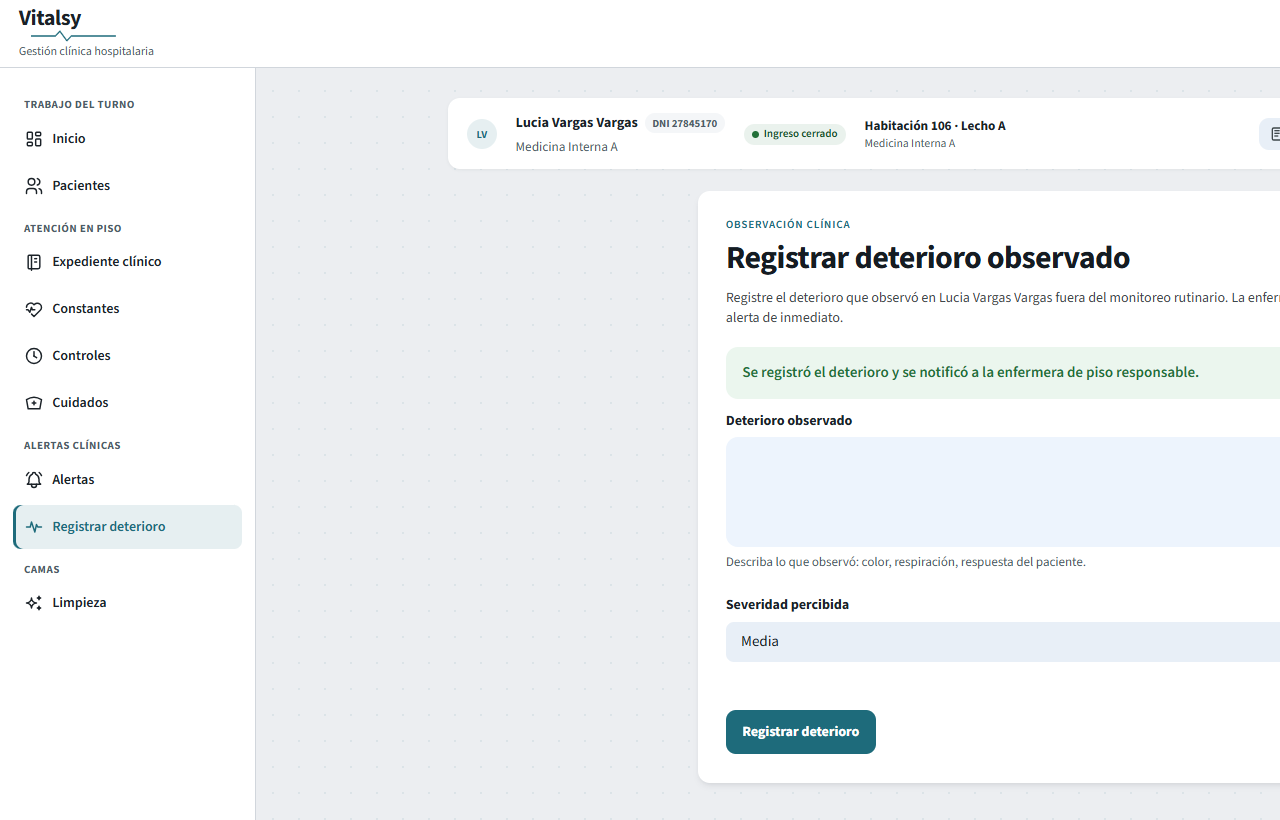 Vitalsy
Gestión clínica hospitalaria
TRABAJO DEL TURNO
Inicio
Pacientes
ATENCIÓN EN PISO
Expediente clínico
Constantes
Controles
Cuidados
ALERTAS CLÍNICAS
Alertas
Registrar deterioro
CAMAS
Limpieza
LV
Lucia Vargas Vargas DNI 27845170
Medicina Interna A
Ingreso cerrado
Habitación 106 · Lecho A
Medicina Interna A
OBSERVACIÓN CLÍNICA
Registrar deterioro observado
Registre el deterioro que observó en Lucia Vargas Vargas fuera del monitoreo rutinario. La
alerta de inmediato.
Se registró el deterioro y se notificó a la enfermera de piso responsable.
Deterioro observado
Describa lo que observó: color, respiración, respuesta del paciente.
Severidad percibida
Media
Registrar deterioro